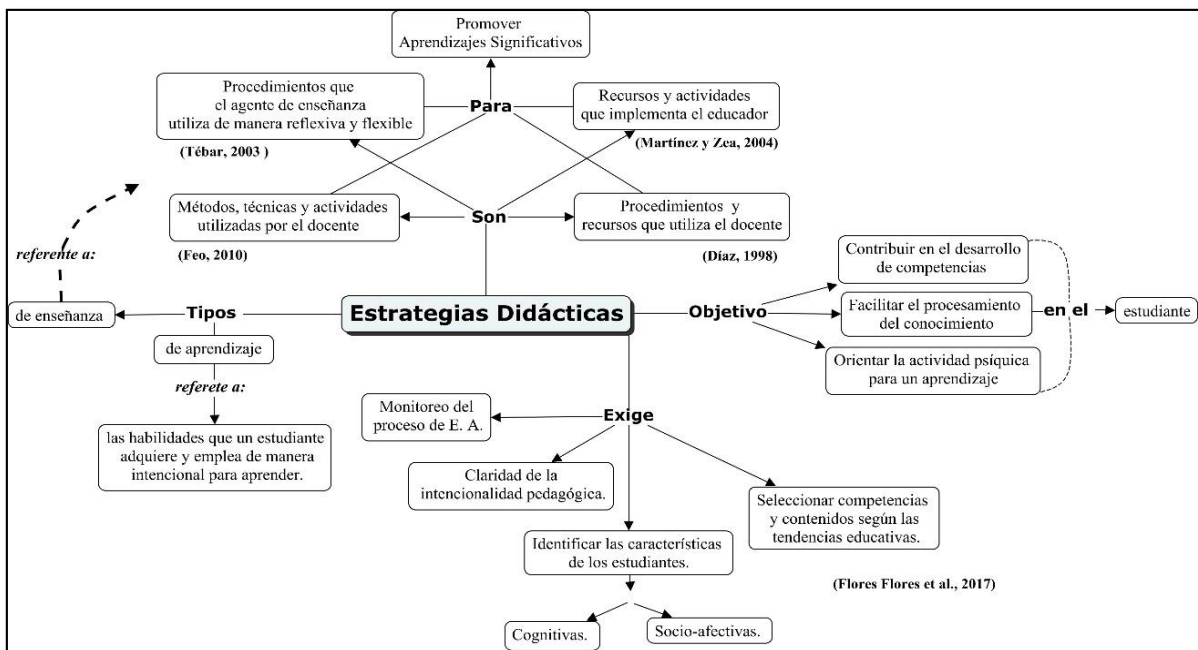 Promover
Aprendizajes Significativos
Procedimientos que
el agente de enseñanza
utiliza de manera reflexiva y flexible
(Tébar, 2003 )
Para
Recursos y actividades
que implementa el educador
(Martínez y Zea, 2004)
Métodos, técnicas y actividades
utilizadas por el docente
(Feo, 2010)
Son
Procedimientos y
recursos que utiliza el docente
(Díaz, 1998)
referente a:
de enseñanza
Tipos
de aprendizaje
referete a:
las habilidades que un estudiante
adquiere y emplea de manera
intencional para aprender.
Estrategias Didácticas
Objetivo
Contribuir en el desarrollo
de competencias
Facilitar el procesamiento
del conocimiento
Orientar la actividad psíquica
para un aprendizaje
en el
estudiante
Exige
Monitoreo del
proceso de E. A.
Claridad de la
intencionalidad pedagógica.
Identificar las características
de los estudiantes.
Seleccionar competencias
y contenidos según las
tendencias educativas.
(Flores Flores et al., 2017)
Cognitivas.
Socio-afectivas.